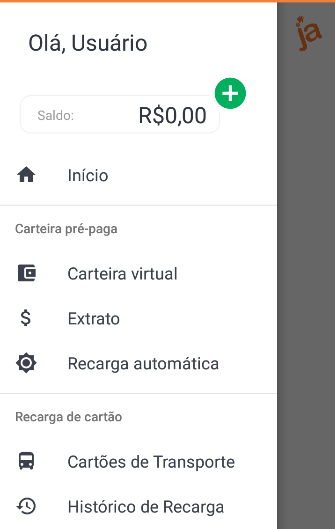 Olá, Usuário
Saldo: R$0,00
Início
Carteira pré-paga
Carteira virtual
Extrato
Recarga automática
Recarga de cartão
Cartões de Transporte
Histórico de Recarga
ja